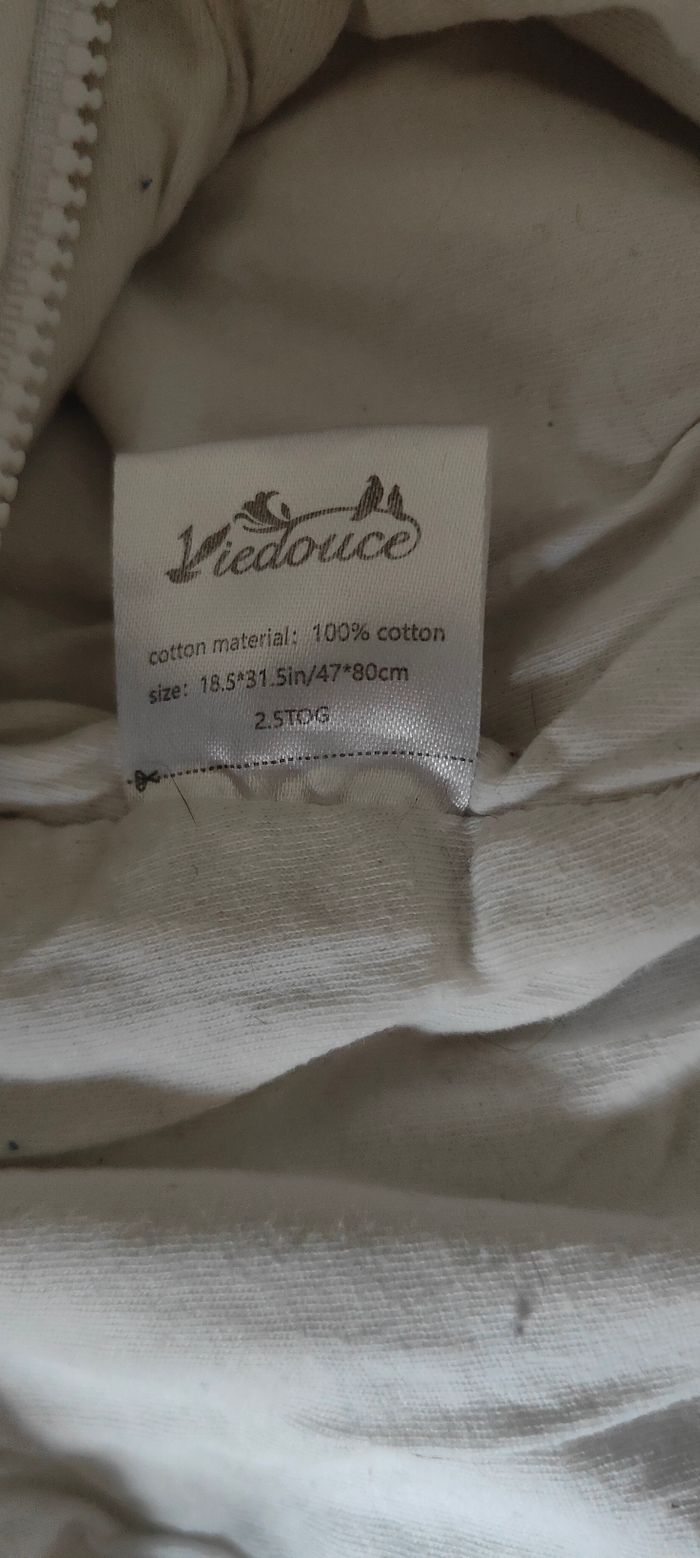 Viedouce
cotton material: 100% cotton
size: 18.5*31.5in/47*80cm
2.5TOG